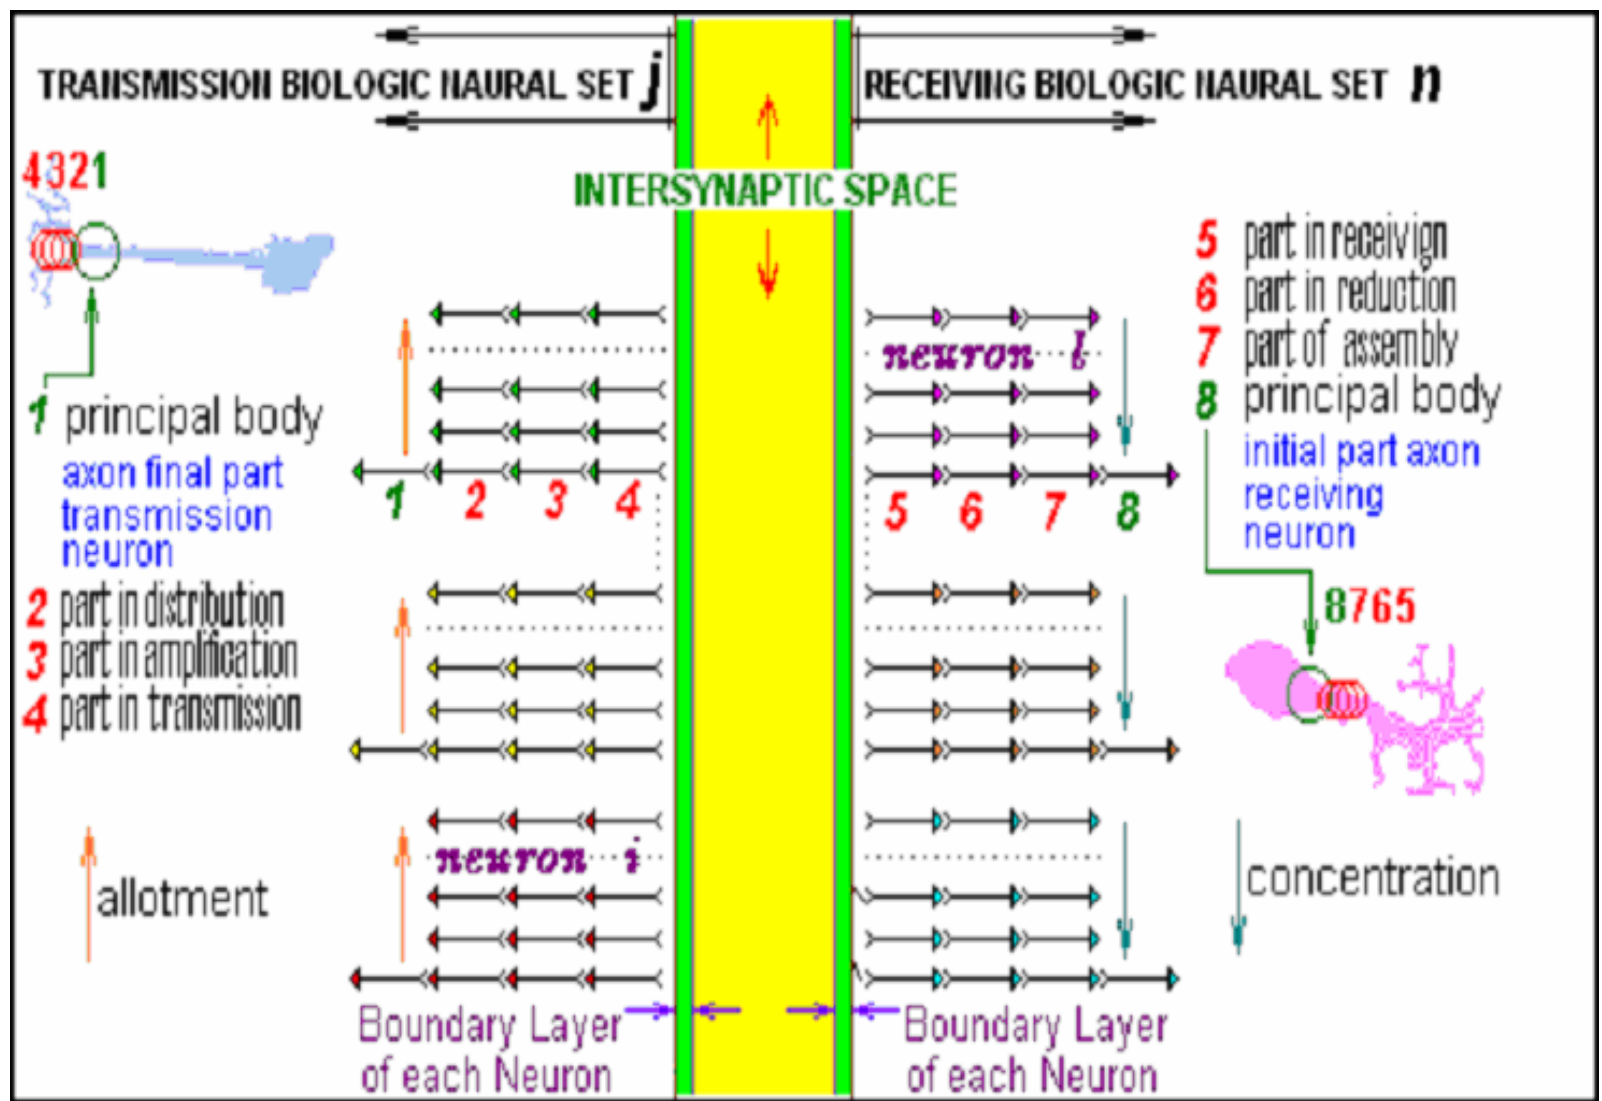 TRANSMISSION BIOLOGIC NAURAL SET j
RECEIVING BIOLOGIC NAURAL SET n
INTERSYNAPTIC SPACE
4321
1 principal body
axon final part
transmission
neuron
2 part in distribution
3 part in amplification
4 part in transmission
allotment
1 2 3 4
neuron i
Boundary Layer
of each Neuron
neuron l
5 6 7 8
Boundary Layer
of each Neuron
5 part in receivign
6 part in reduction
7 part of assembly
8 principal body
initial part axon
receiving
neuron
8765
concentration